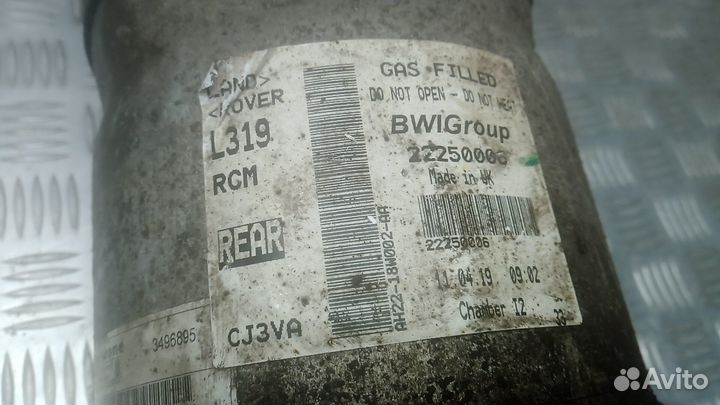 LAND>
<ROVER
L319
RCM
REAR
CJ3VA
AH22-18W002-AA
GAS FILLED
DO NOT OPEN - DO NOT HEAT
BWIGroup
22250006
Made in UK
22250006
11.04.19 09:02
Chamber 12
33
3496895
Avito